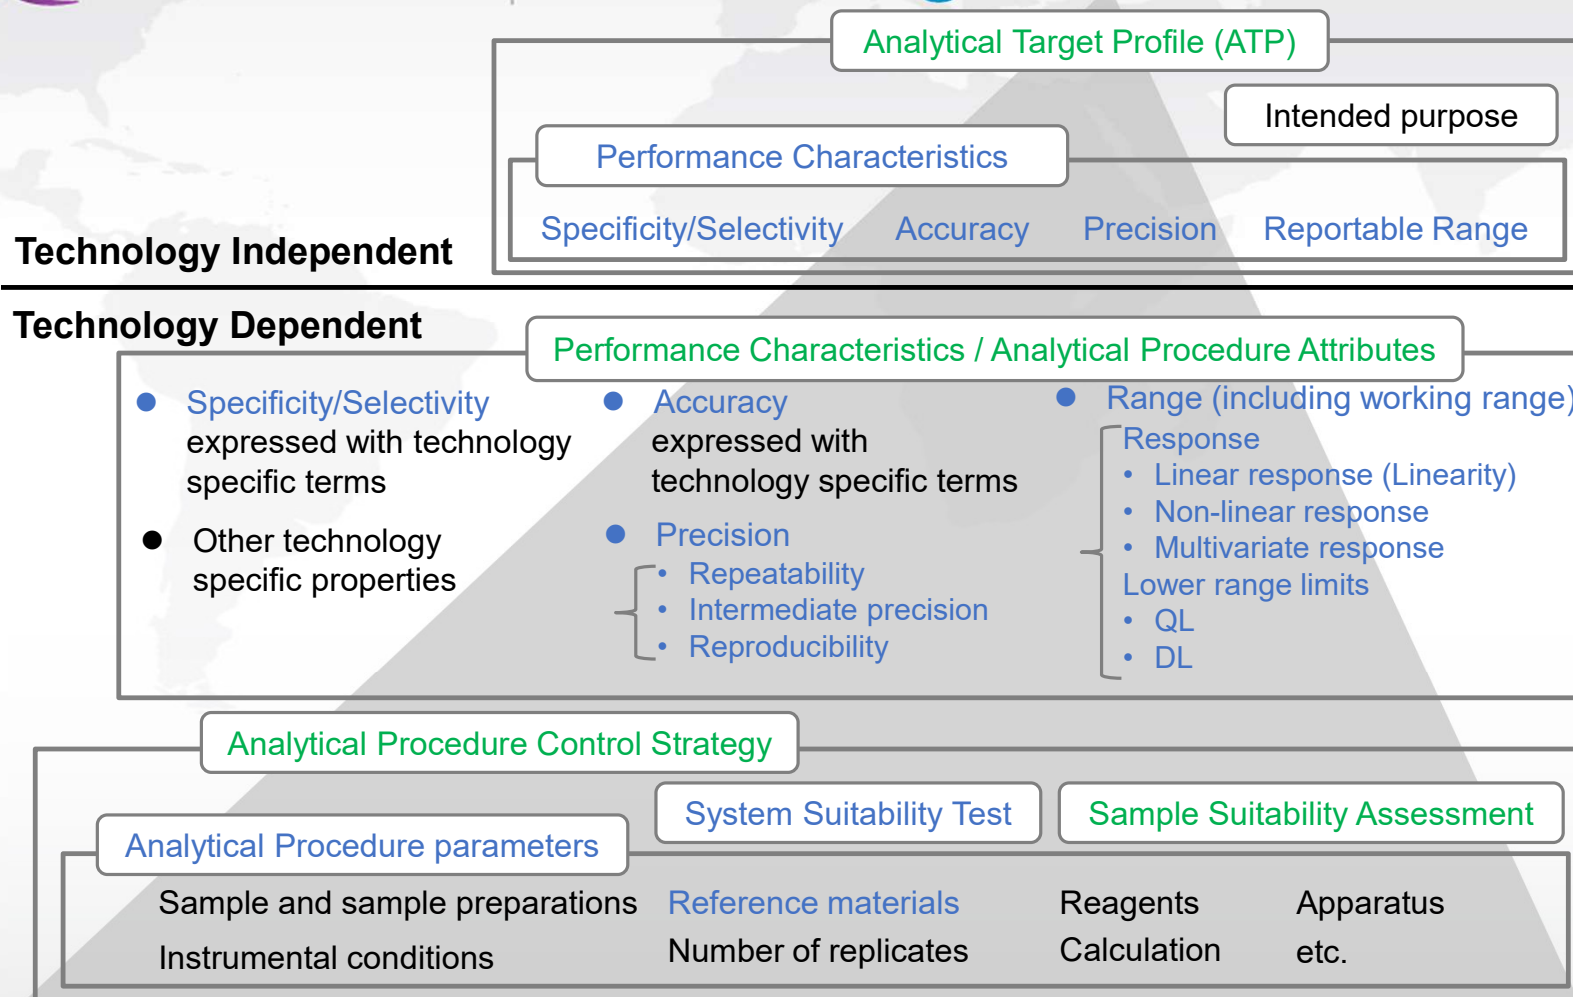 Analytical Target Profile (ATP)
Intended purpose
Performance Characteristics
Specificity/Selectivity Accuracy Precision Reportable Range
Technology Independent
Technology Dependent
Performance Characteristics / Analytical Procedure Attributes
• Specificity/Selectivity
expressed with technology
specific terms
• Other technology
specific properties
• Accuracy
expressed with
technology specific terms
• Precision
• Repeatability
• Intermediate precision
• Reproducibility
• Range (including working range)
Response
• Linear response (Linearity)
• Non-linear response
• Multivariate response
Lower range limits
• QL
• DL
Analytical Procedure Control Strategy
System Suitability Test
Sample Suitability Assessment
Analytical Procedure parameters
Sample and sample preparations Reference materials Reagents Apparatus
Instrumental conditions Number of replicates Calculation etc.